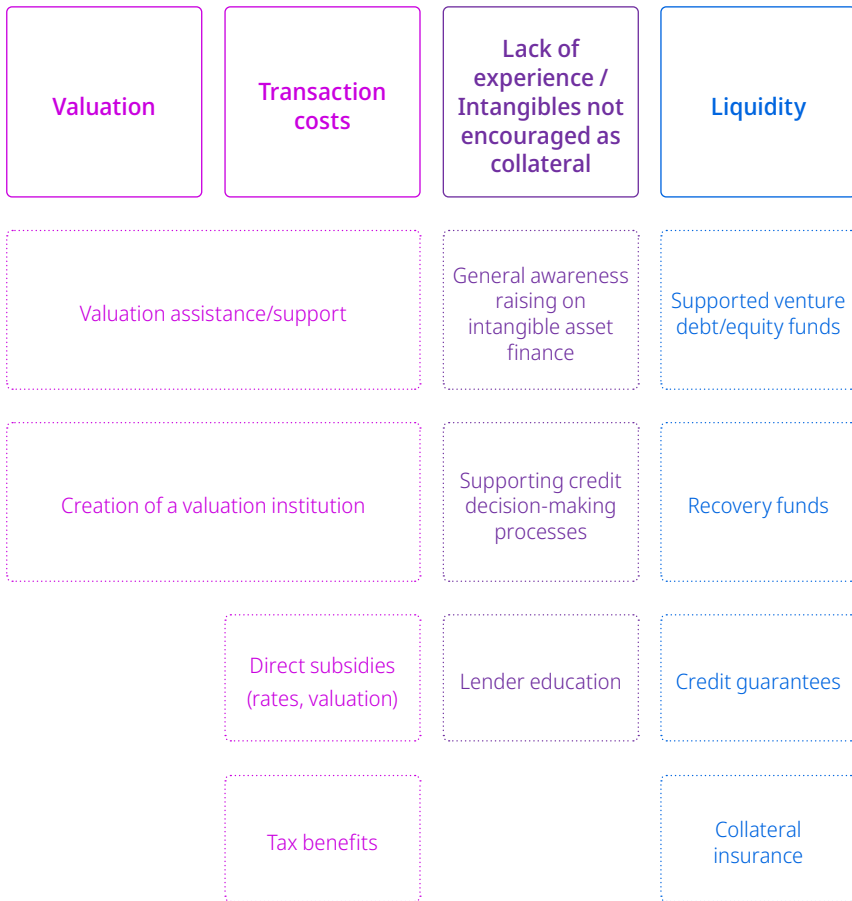 Valuation
Transaction
costs
Lack of
experience /
Intangibles not
encouraged as
collateral
Liquidity
Valuation assistance/support
General awareness
raising on
intangible asset
finance
Supported venture
debt/equity funds
Creation of a valuation institution
Supporting credit
decision-making
processes
Recovery funds
Direct subsidies
(rates, valuation)
Lender education
Credit guarantees
Tax benefits
Collateral
insurance